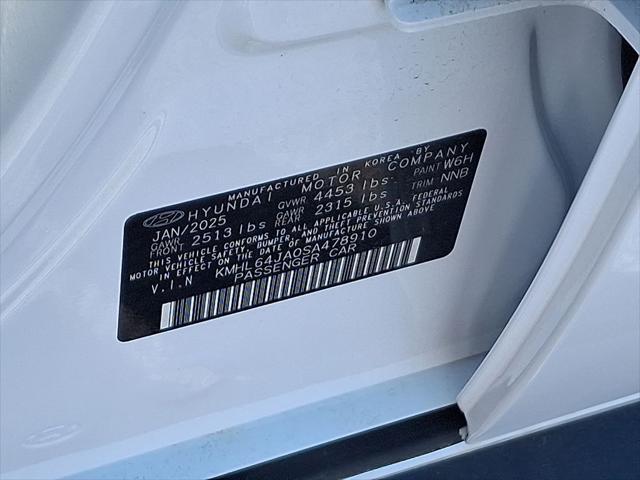 MANUFACTURED IN KOREA BY
HYUNDAI MOTOR COMPANY
JAN/2025 GVWR 4453 lbs PAINT W6H
GAWR FRONT 2513 lbs GAWR REAR 2315 lbs TRIM NNB
THIS VEHICLE CONFORMS TO ALL APPLICABLE U.S.A. FEDERAL
MOTOR VEHICLE SAFETY, BUMPER, AND THEFT PREVENTION STANDARDS
IN EFFECT ON THE DATE OF MANUFACTURE SHOWN ABOVE.
V.I.N KMHL64JA0SA478910
PASSENGER CAR